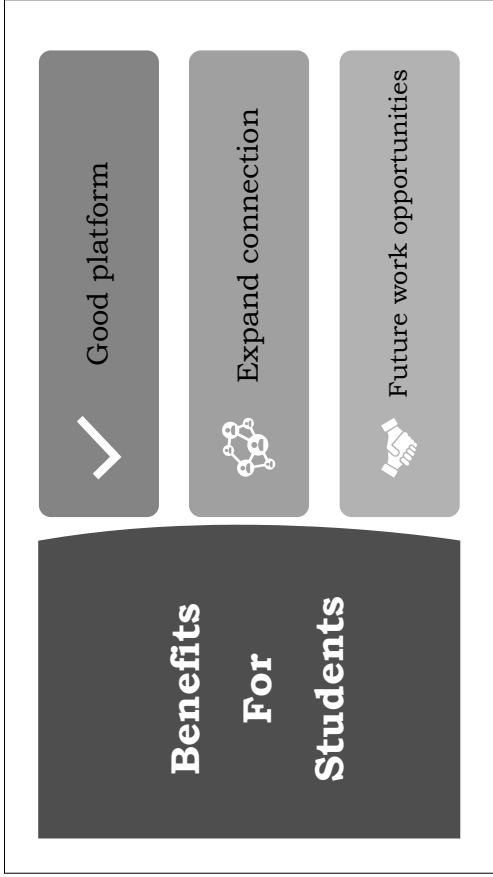 Benefits
For
Students
Good platform
Expand connection
Future work opportunities